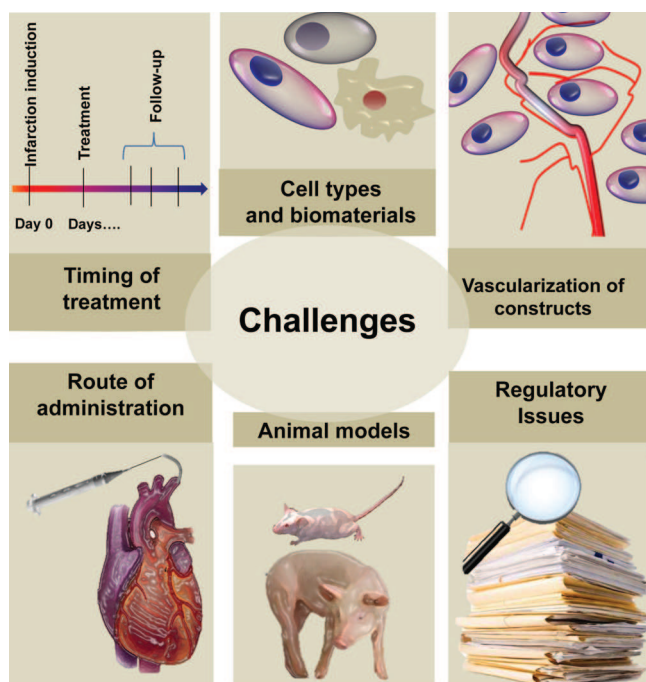 Infarction induction
Treatment
Follow-up
Day 0
Days....
Timing of
treatment
Cell types
and biomaterials
Vascularization of
constructs
Challenges
Route of
administration
Animal models
Regulatory
Issues